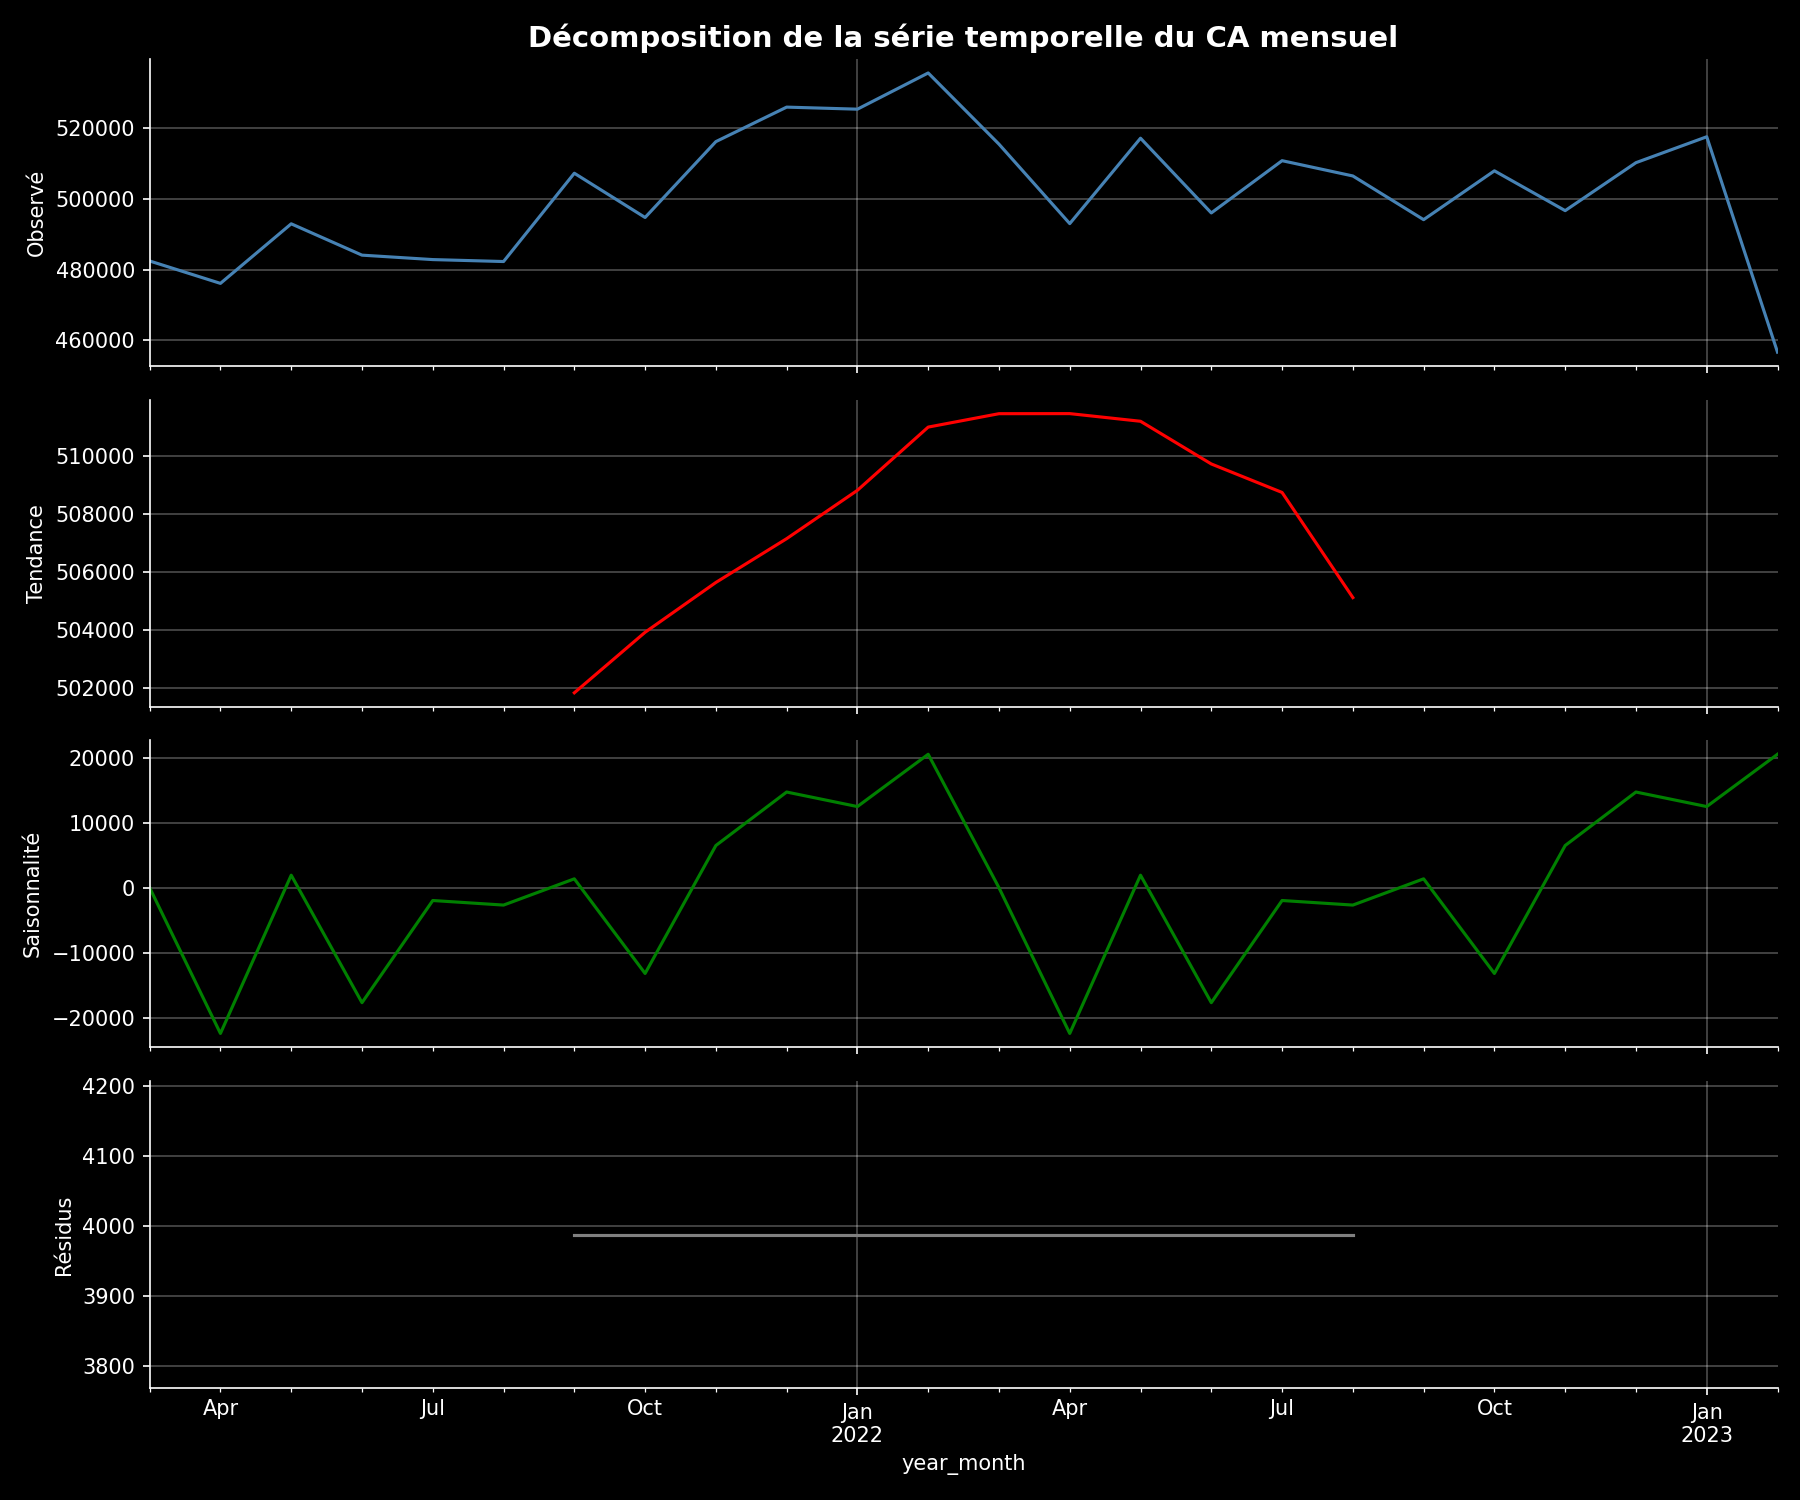 Décomposition de la série temporelle du CA mensuel
Observé
520000
500000
480000
460000
Tendance
510000
508000
506000
504000
502000
Saisonnalité
20000
10000
0
−10000
−20000
Résidus
4200
4100
4000
3900
3800
Apr
Jul
Oct
Jan
2022
Apr
Jul
Oct
Jan
2023
year_month